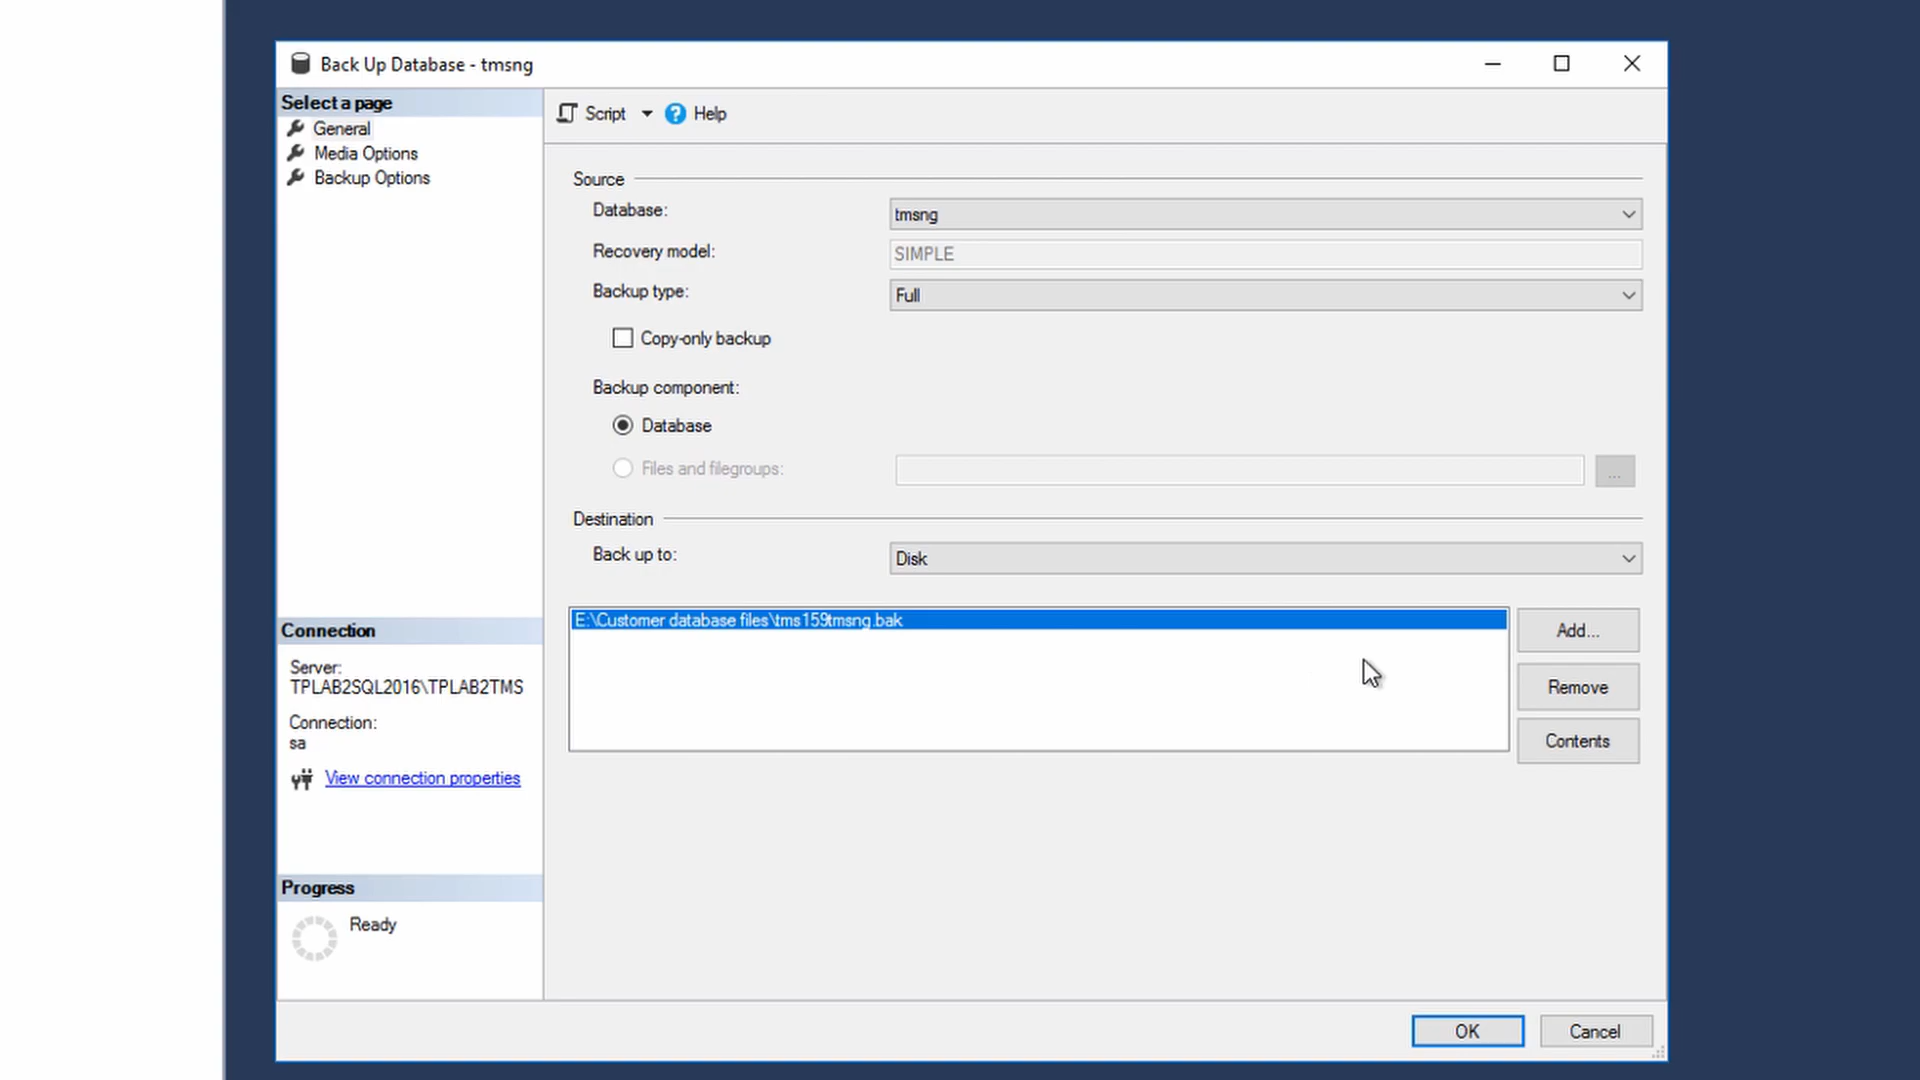 Back Up Database - tmsng
Select a page
General
Media Options
Backup Options
Script
Help
Source
Database:
tmsng
Recovery model:
SIMPLE
Backup type:
Full
Copy-only backup
Backup component:
Database
Files and filegroups:
...
Destination
Back up to:
Disk
E:\Customer database files\tms159tmsng.bak
Add...
Remove
Contents
Connection
Server:
TPLAB2SQL2016\TPLAB2TMS
Connection:
sa
View connection properties
Progress
Ready
OK
Cancel